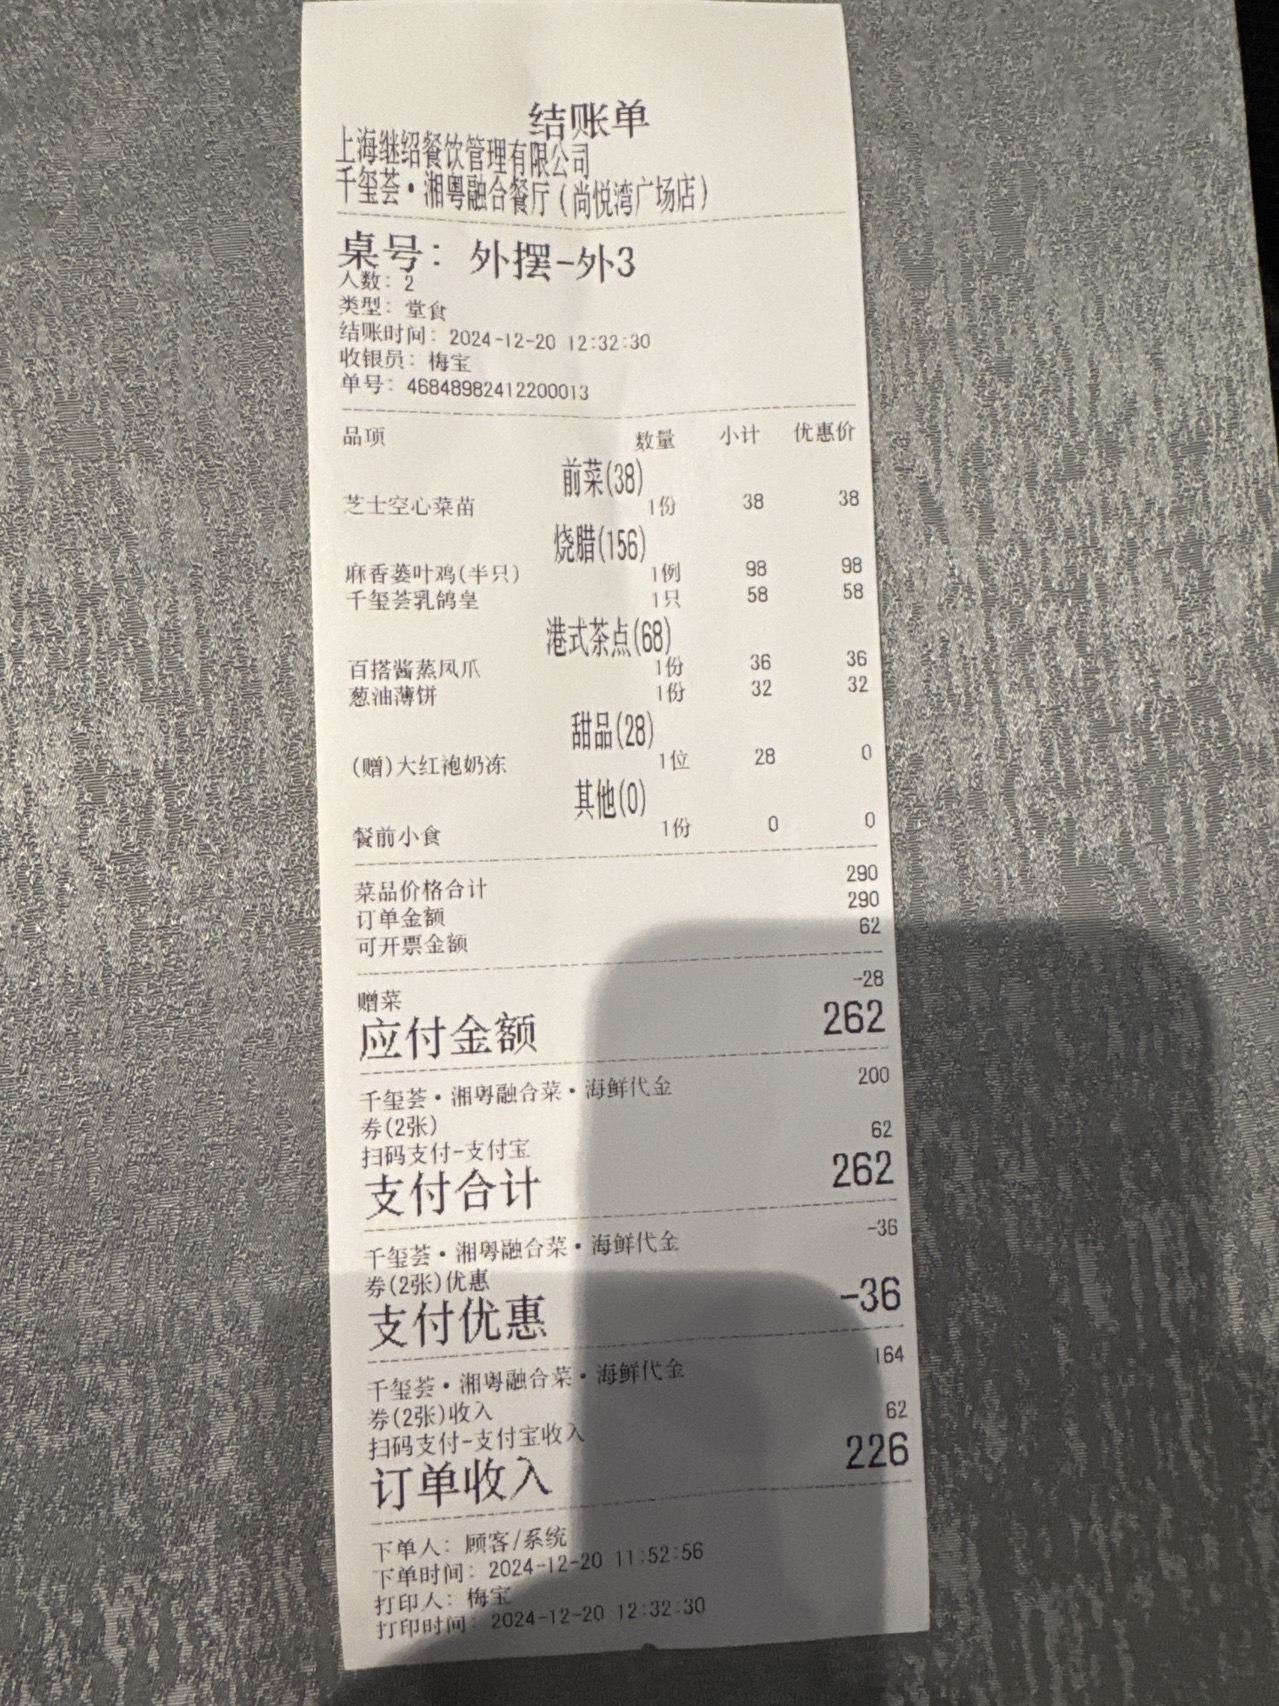 结账单
上海继绍餐饮管理有限公司
千玺荟·湘粤融合餐厅(尚悦湾广场店)
桌号: 外摆-外3
人数: 2
类型: 堂食
结账时间: 2024-12-20 12:32:30
收银员: 梅宝
单号: 46848982412200013
品项 数量 小计 优惠价
前菜(38)
芝士空心菜苗 1份 38 38
烧腊(156)
麻香蒌叶鸡(半只) 1例 98 98
千玺荟乳鸽皇 1只 58 58
港式茶点(68)
百搭酱蒸凤爪 1份 36 36
葱油薄饼 1份 32 32
甜品(28)
(赠)大红袍奶冻 1位 28 0
其他(0)
餐前小食 1份 0 0
菜品价格合计 290
订单金额 290
可开票金额 62
赠菜 -28
应付金额 262
千玺荟·湘粤融合菜·海鲜代金 200
券(2张)
扫码支付-支付宝 62
支付合计 262
千玺荟·湘粤融合菜·海鲜代金 -36
券(2张)优惠
支付优惠 -36
千玺荟·湘粤融合菜·海鲜代金 164
券(2张)收入
扫码支付-支付宝收入 62
订单收入 226
下单人: 顾客/系统
下单时间: 2024-12-20 11:52:56
打印人: 梅宝
打印时间: 2024-12-20 12:32:30